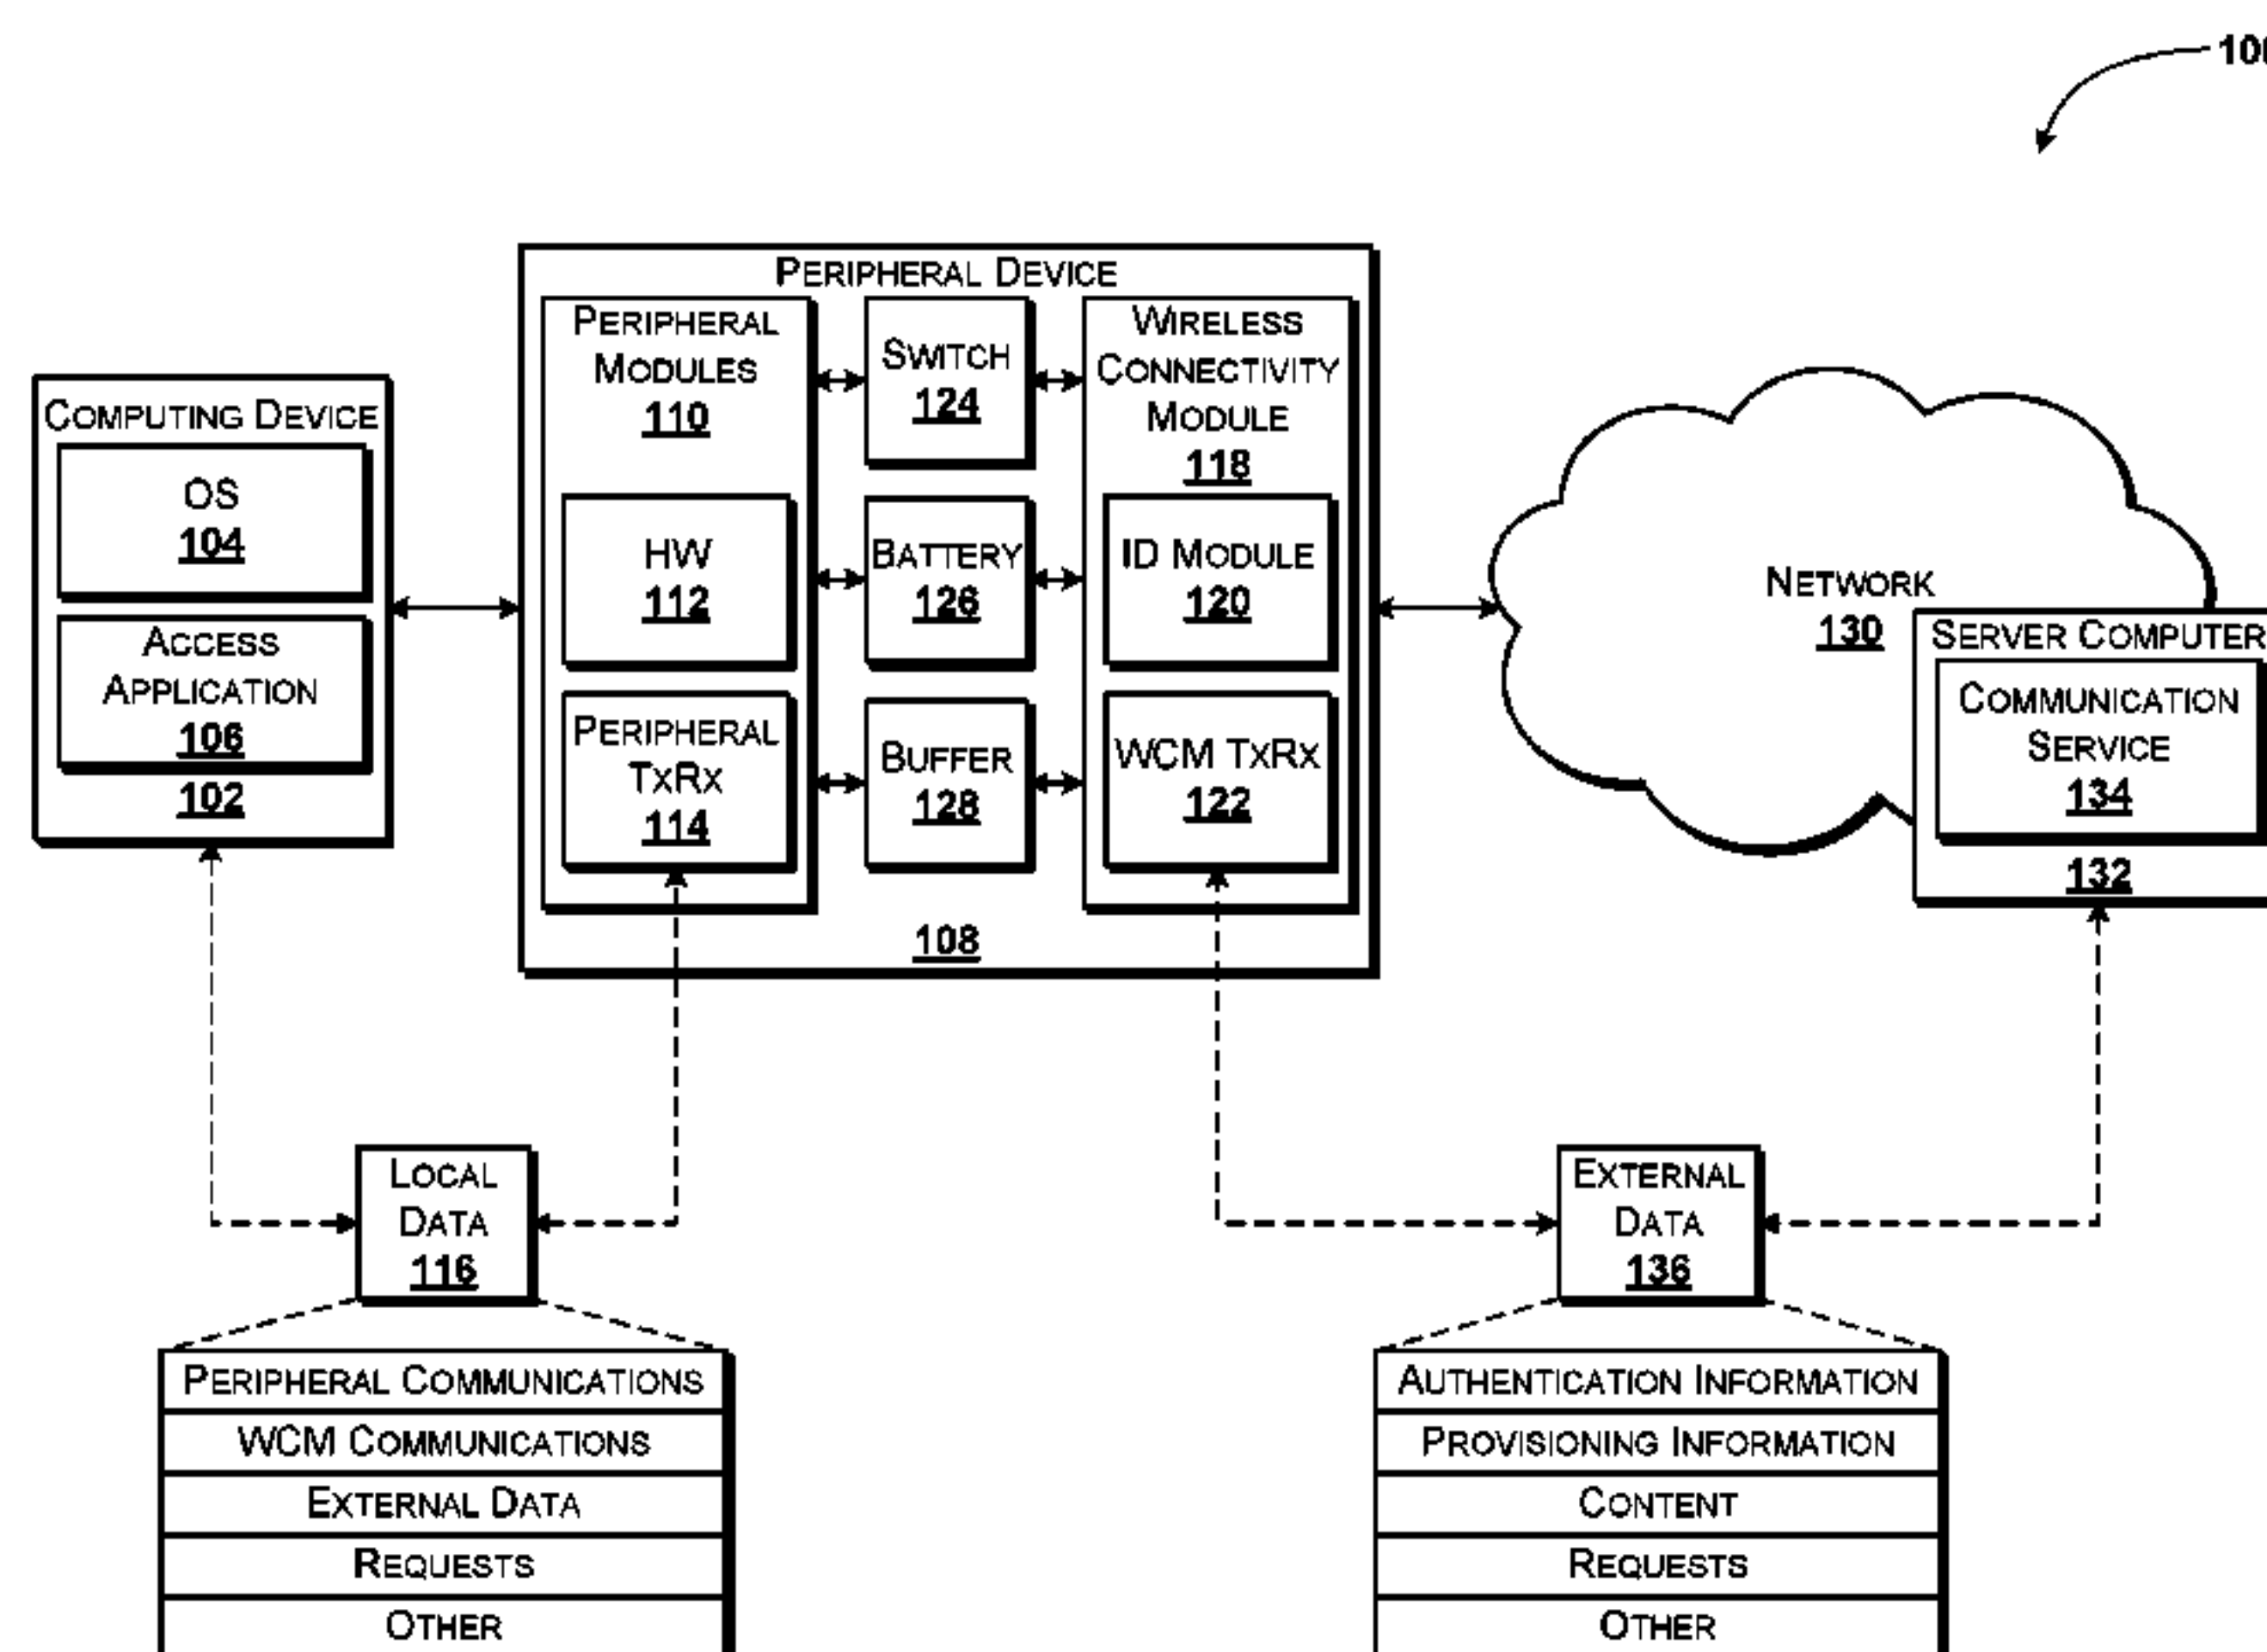 100
PERIPHERAL DEVICE
PERIPHERAL
MODULES
110
HW
112
PERIPHERAL
TXRX
114
SWITCH
124
BATTERY
126
BUFFER
128
WIRELESS
CONNECTIVITY
MODULE
118
ID MODULE
120
WCM TXRX
122
108
COMPUTING DEVICE
OS
104
ACCESS
APPLICATION
106
102
NETWORK
130
SERVER COMPUTER
COMMUNICATION
SERVICE
134
132
LOCAL
DATA
116
PERIPHERAL COMMUNICATIONS
WCM COMMUNICATIONS
EXTERNAL DATA
REQUESTS
OTHER
EXTERNAL
DATA
136
AUTHENTICATION INFORMATION
PROVISIONING INFORMATION
CONTENT
REQUESTS
OTHER